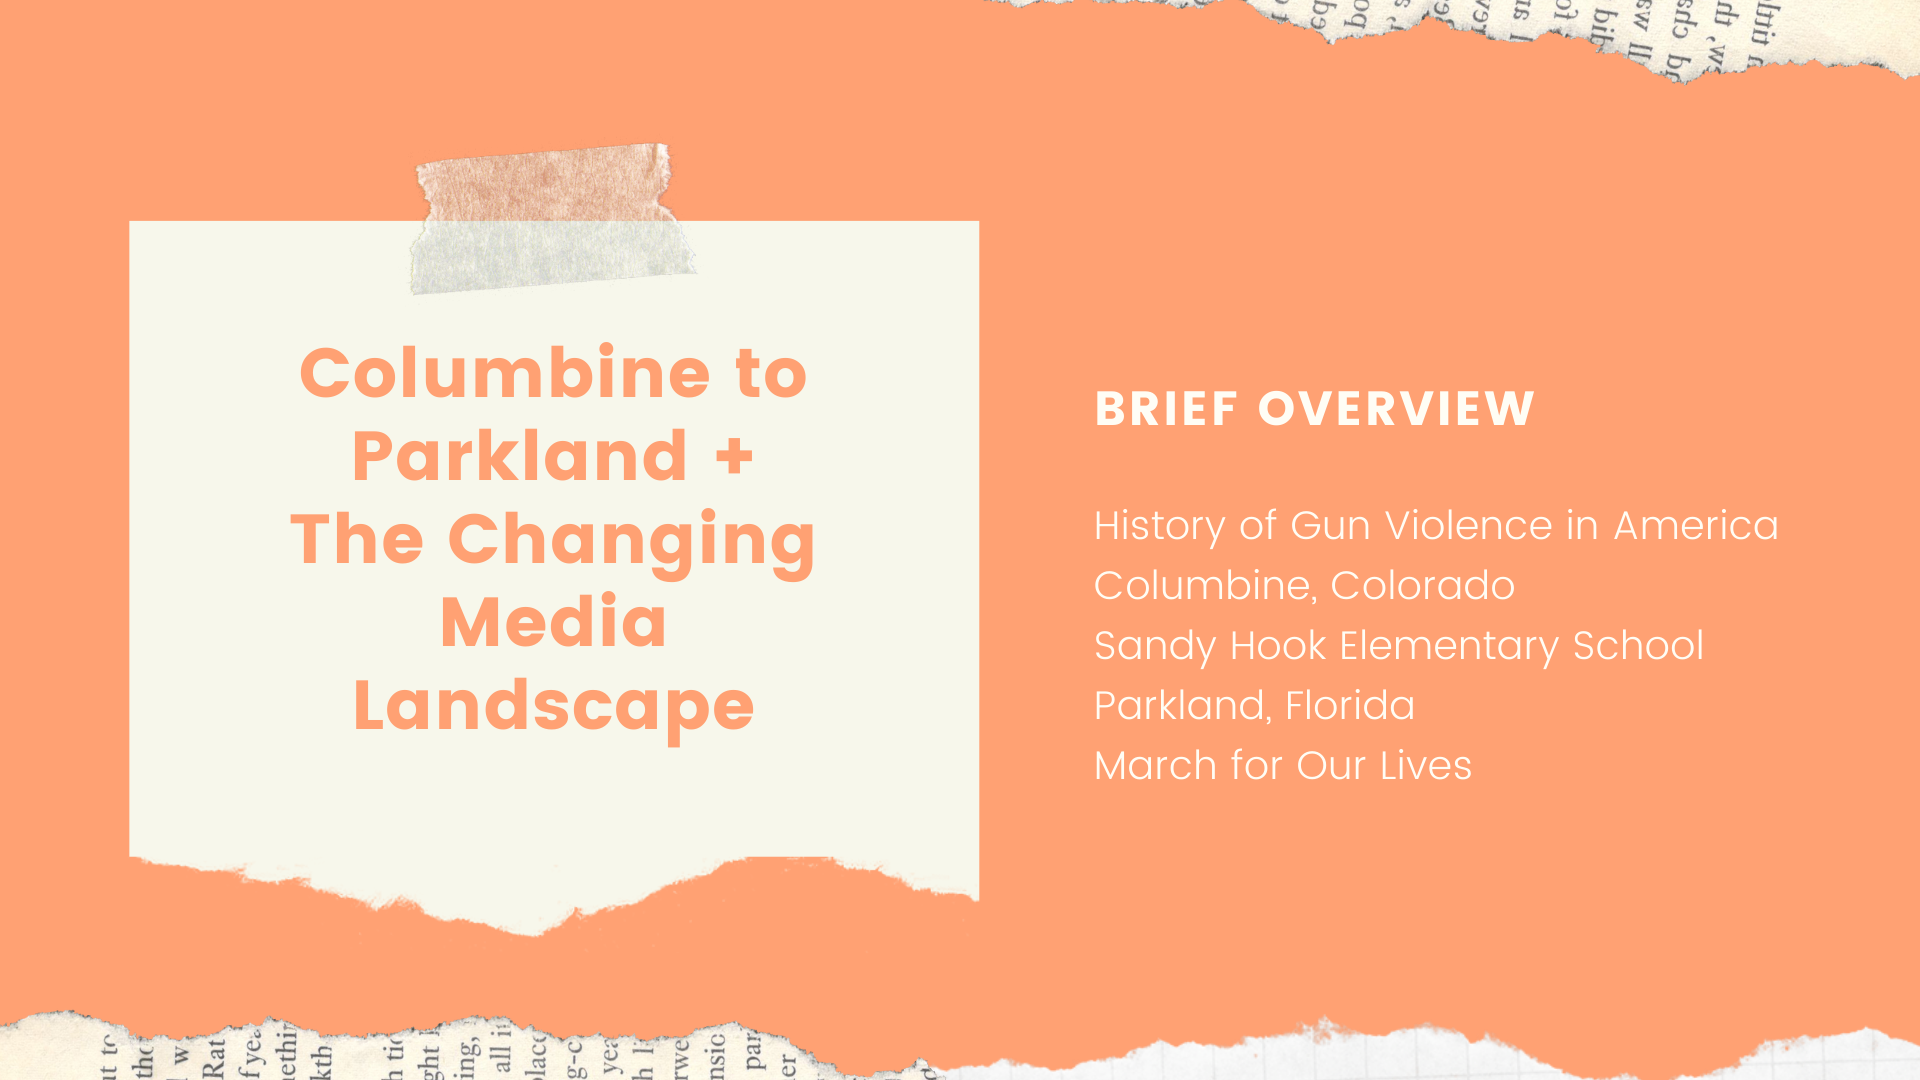 Columbine to
Parkland +
The Changing
Media
Landscape
BRIEF OVERVIEW
History of Gun Violence in America
Columbine, Colorado
Sandy Hook Elementary School
Parkland, Florida
March for Our Lives